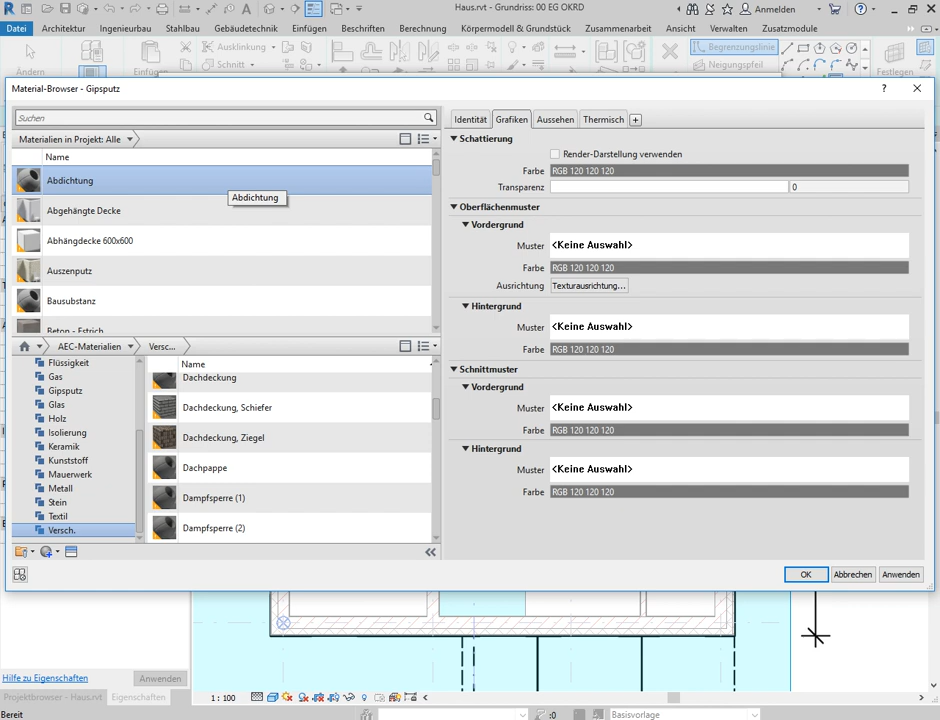 Haus.rvt - Grundriss: 00 EG OKRD
Anmelden
Datei Architektur Ingenieurbau Stahlbau Gebäudetechnik Einfügen Beschriften Berechnung Körpermodell & Grundstück Zusammenarbeit Ansicht Verwalten Zusatzmodule
Ausklinkung
Begrenzungslinie
Ändern Einfüg Schnitt Neigungspfeil Festlegen
Material-Browser - Gipsputz
Suchen
Materialien in Projekt: Alle
Name
Abdichtung
Abdichtung
Abgehängte Decke
Abhängdecke 600x600
Auszenputz
Bausubstanz
Beton - Estrich
AEC-Materialien Versc...
Flüssigkeit
Gas
Gipsputz
Glas
Holz
Isolierung
Keramik
Kunststoff
Mauerwerk
Metall
Stein
Textil
Versch.
Name
Dachdeckung
Dachdeckung, Schiefer
Dachdeckung, Ziegel
Dachpappe
Dampfsperre (1)
Dampfsperre (2)
Identität Grafiken Aussehen Thermisch
Schattierung
Render-Darstellung verwenden
Farbe RGB 120 120 120
Transparenz 0
Oberflächenmuster
Vordergrund
Muster <Keine Auswahl>
Farbe RGB 120 120 120
Ausrichtung Texturausrichtung...
Hintergrund
Muster <Keine Auswahl>
Farbe RGB 120 120 120
Schnittmuster
Vordergrund
Muster <Keine Auswahl>
Farbe RGB 120 120 120
Hintergrund
Muster <Keine Auswahl>
Farbe RGB 120 120 120
OK Abbrechen Anwenden
Hilfe zu Eigenschaften Anwenden
Projektbrowser - Haus.rvt Eigenschaften
1 : 100
Bereit :0 Basisvorlage